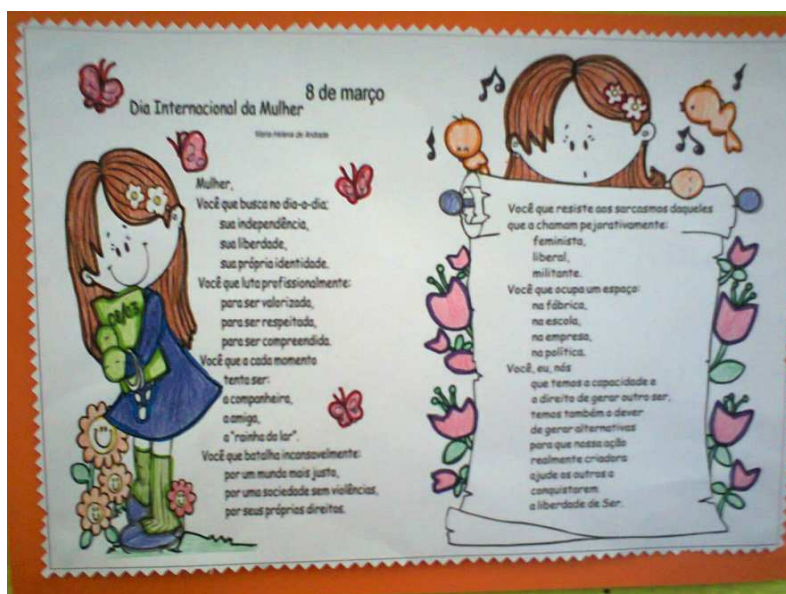 8 de março
Dia Internacional da Mulher
Maria Helena de Andrade
Mulher,
Você que busca no dia-a-dia:
sua independência,
sua liberdade,
sua própria identidade.
Você que luta profissionalmente:
para ser valorizada,
para ser respeitada,
para ser compreendida.
Você que a cada momento
tenta ser:
a companheira,
a amiga,
a "rainha do lar".
Você que batalha incansavelmente:
por um mundo mais justo,
por uma sociedade sem violências,
por seus próprios direitos.
08/03
Você que resiste aos sarcasmos daqueles
que a chamam pejorativamente:
feminista,
liberal,
militante.
Você que ocupa um espaço:
na fábrica,
na escola,
na empresa,
na política.
Você, eu, nós
que temos a capacidade e
o direito de gerar outro ser,
temos também o dever
de gerar alternativas
para que nossa ação
realmente criadora
ajude os outros a
conquistarem
a liberdade de Ser.